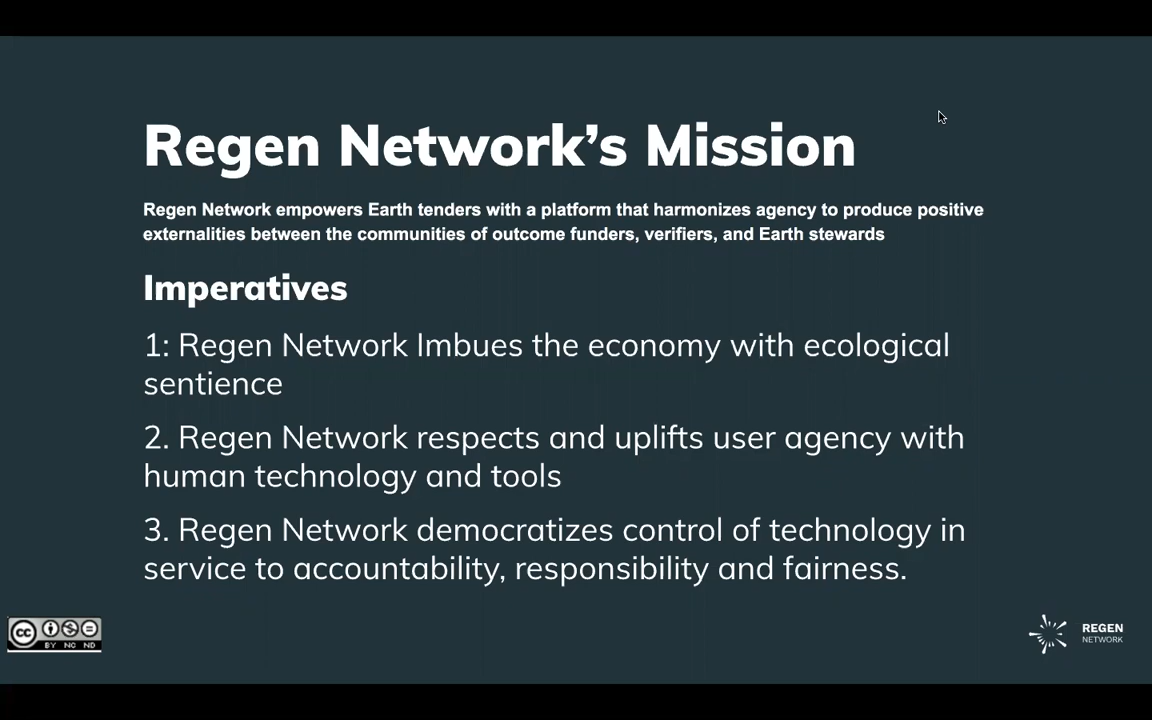 Regen Network’s Mission
Regen Network empowers Earth tenders with a platform that harmonizes agency to produce positive
externalities between the communities of outcome funders, verifiers, and Earth stewards
Imperatives
1: Regen Network Imbues the economy with ecological
sentience
2. Regen Network respects and uplifts user agency with
human technology and tools
3. Regen Network democratizes control of technology in
service to accountability, responsibility and fairness.
cc
BY NC ND
REGEN
NETWORK